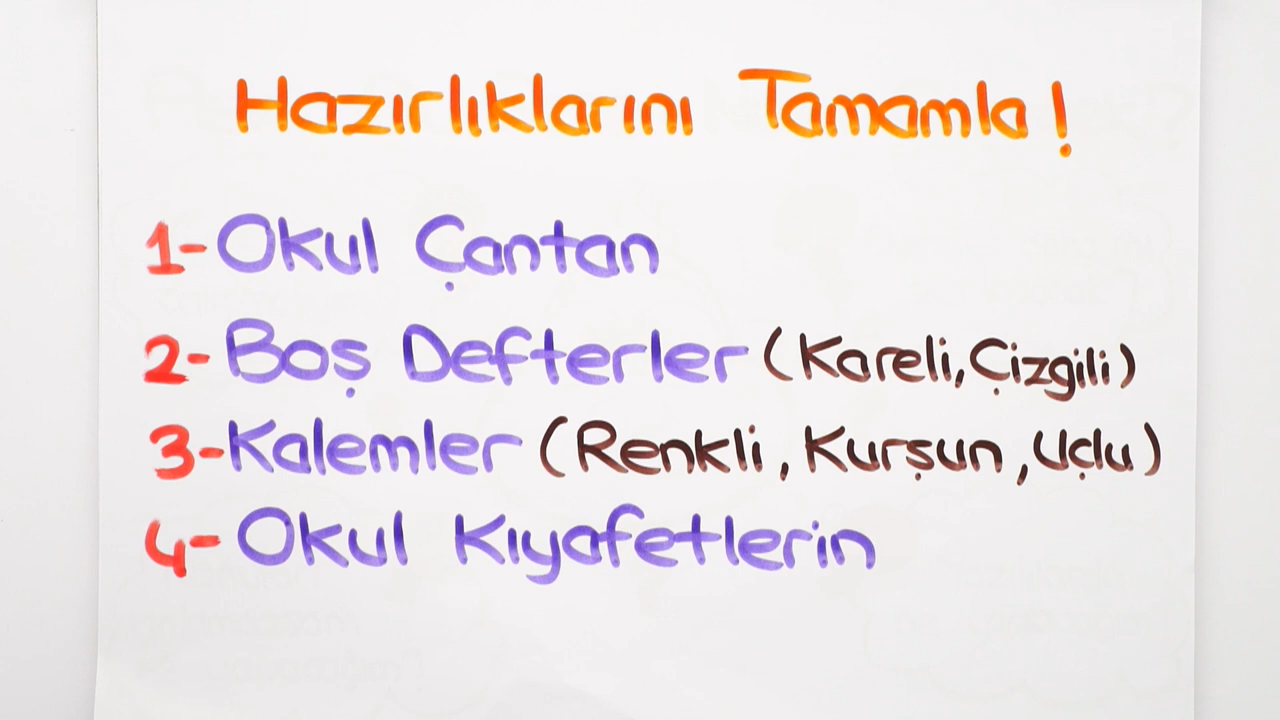 Hazırlıklarını Tamamla!
1-Okul Çantan
2-Boş Defterler (Kareli, Çizgili)
3-Kalemler (Renkli, Kurşun, Uçlu)
4-Okul Kıyafetlerin